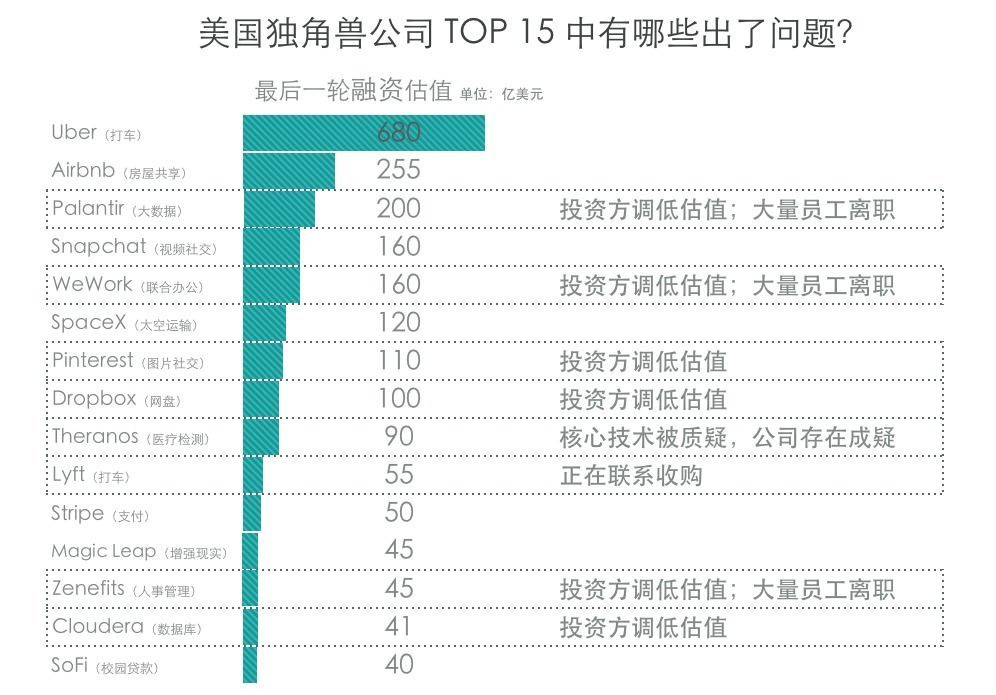 美国独角兽公司 TOP 15 中有哪些出了问题？
最后一轮融资估值 单位：亿美元
Uber（打车） 680
Airbnb（房屋共享） 255
Palantir（大数据） 200 投资方调低估值；大量员工离职
Snapchat（视频社交） 160
WeWork（联合办公） 160 投资方调低估值；大量员工离职
SpaceX（太空运输） 120
Pinterest（图片社交） 110 投资方调低估值
Dropbox（网盘） 100 投资方调低估值
Theranos（医疗检测） 90 核心技术被质疑，公司存在成疑
Lyft（打车） 55 正在联系收购
Stripe（支付） 50
Magic Leap（增强现实） 45
Zenefits（人事管理） 45 投资方调低估值；大量员工离职
Cloudera（数据库） 41 投资方调低估值
SoFi（校园贷款） 40